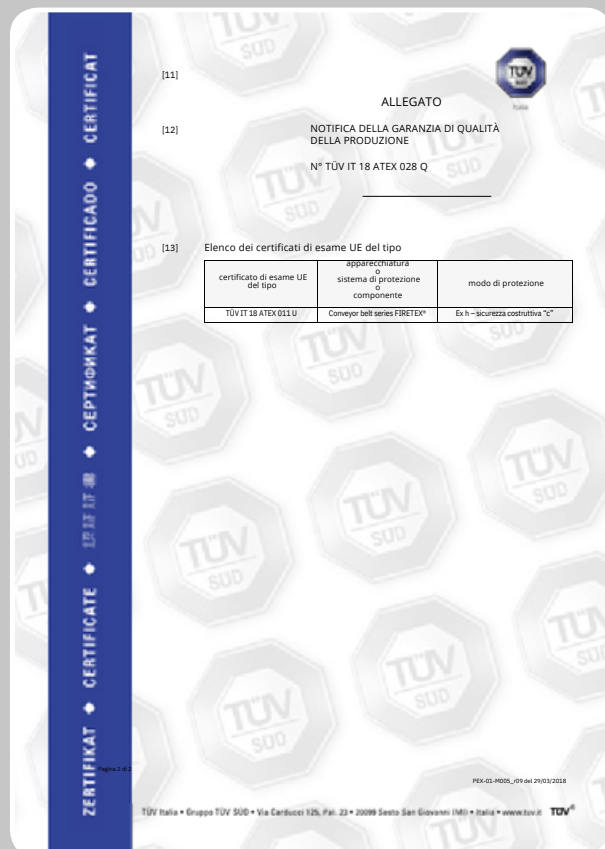 [11]
TÜV
SÜD
Italia
ALLEGATO
[12]
NOTIFICA DELLA GARANZIA DI QUALITÀ
DELLA PRODUZIONE
N° TÜV IT 18 ATEX 028 Q
[13]
Elenco dei certificati di esame UE del tipo
certificato di esame UE
del tipo
apparecchiatura
o
sistema di protezione
o
componente
modo di protezione
TÜV IT 18 ATEX 011 U
Conveyor belt series FIRETEX®
Ex h – sicurezza costruttiva “c”
ZERTIFIKAT ◆ CERTIFICATE ◆ ◆ СЕРТИФИКАТ ◆ CERTIFICADO ◆ CERTIFICAT
Pagina 2 di 2
PEX-01-M005_r09 del 29/03/2018
TÜV Italia • Gruppo TÜV SÜD • Via Carducci 125, Pal. 23 • 20099 Sesto San Giovanni (MI) • Italia • www.tuv.it TÜV®